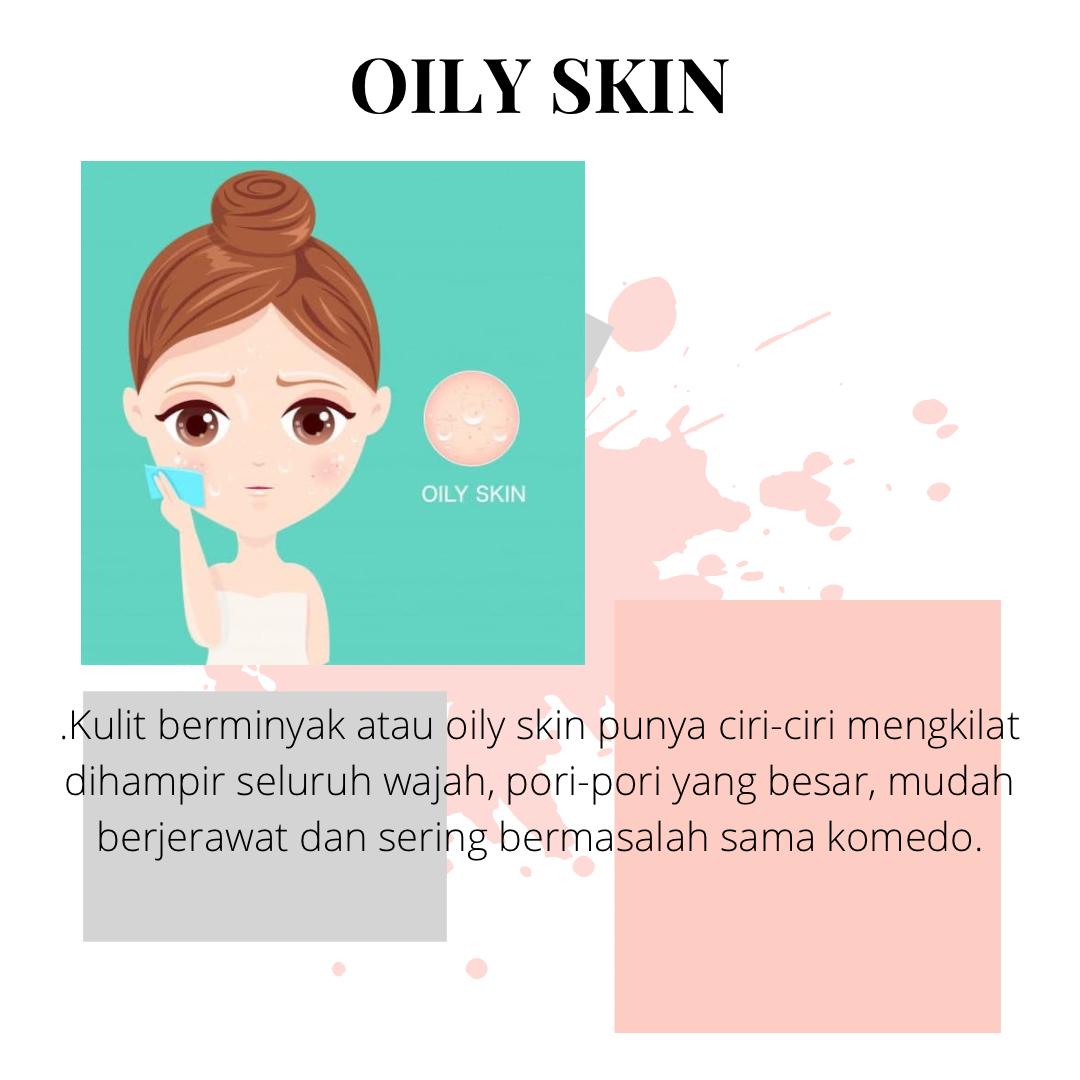 OILY SKIN
OILY SKIN
.Kulit berminyak atau oily skin punya ciri-ciri mengkilat
dihampir seluruh wajah, pori-pori yang besar, mudah
berjerawat dan sering bermasalah sama komedo.